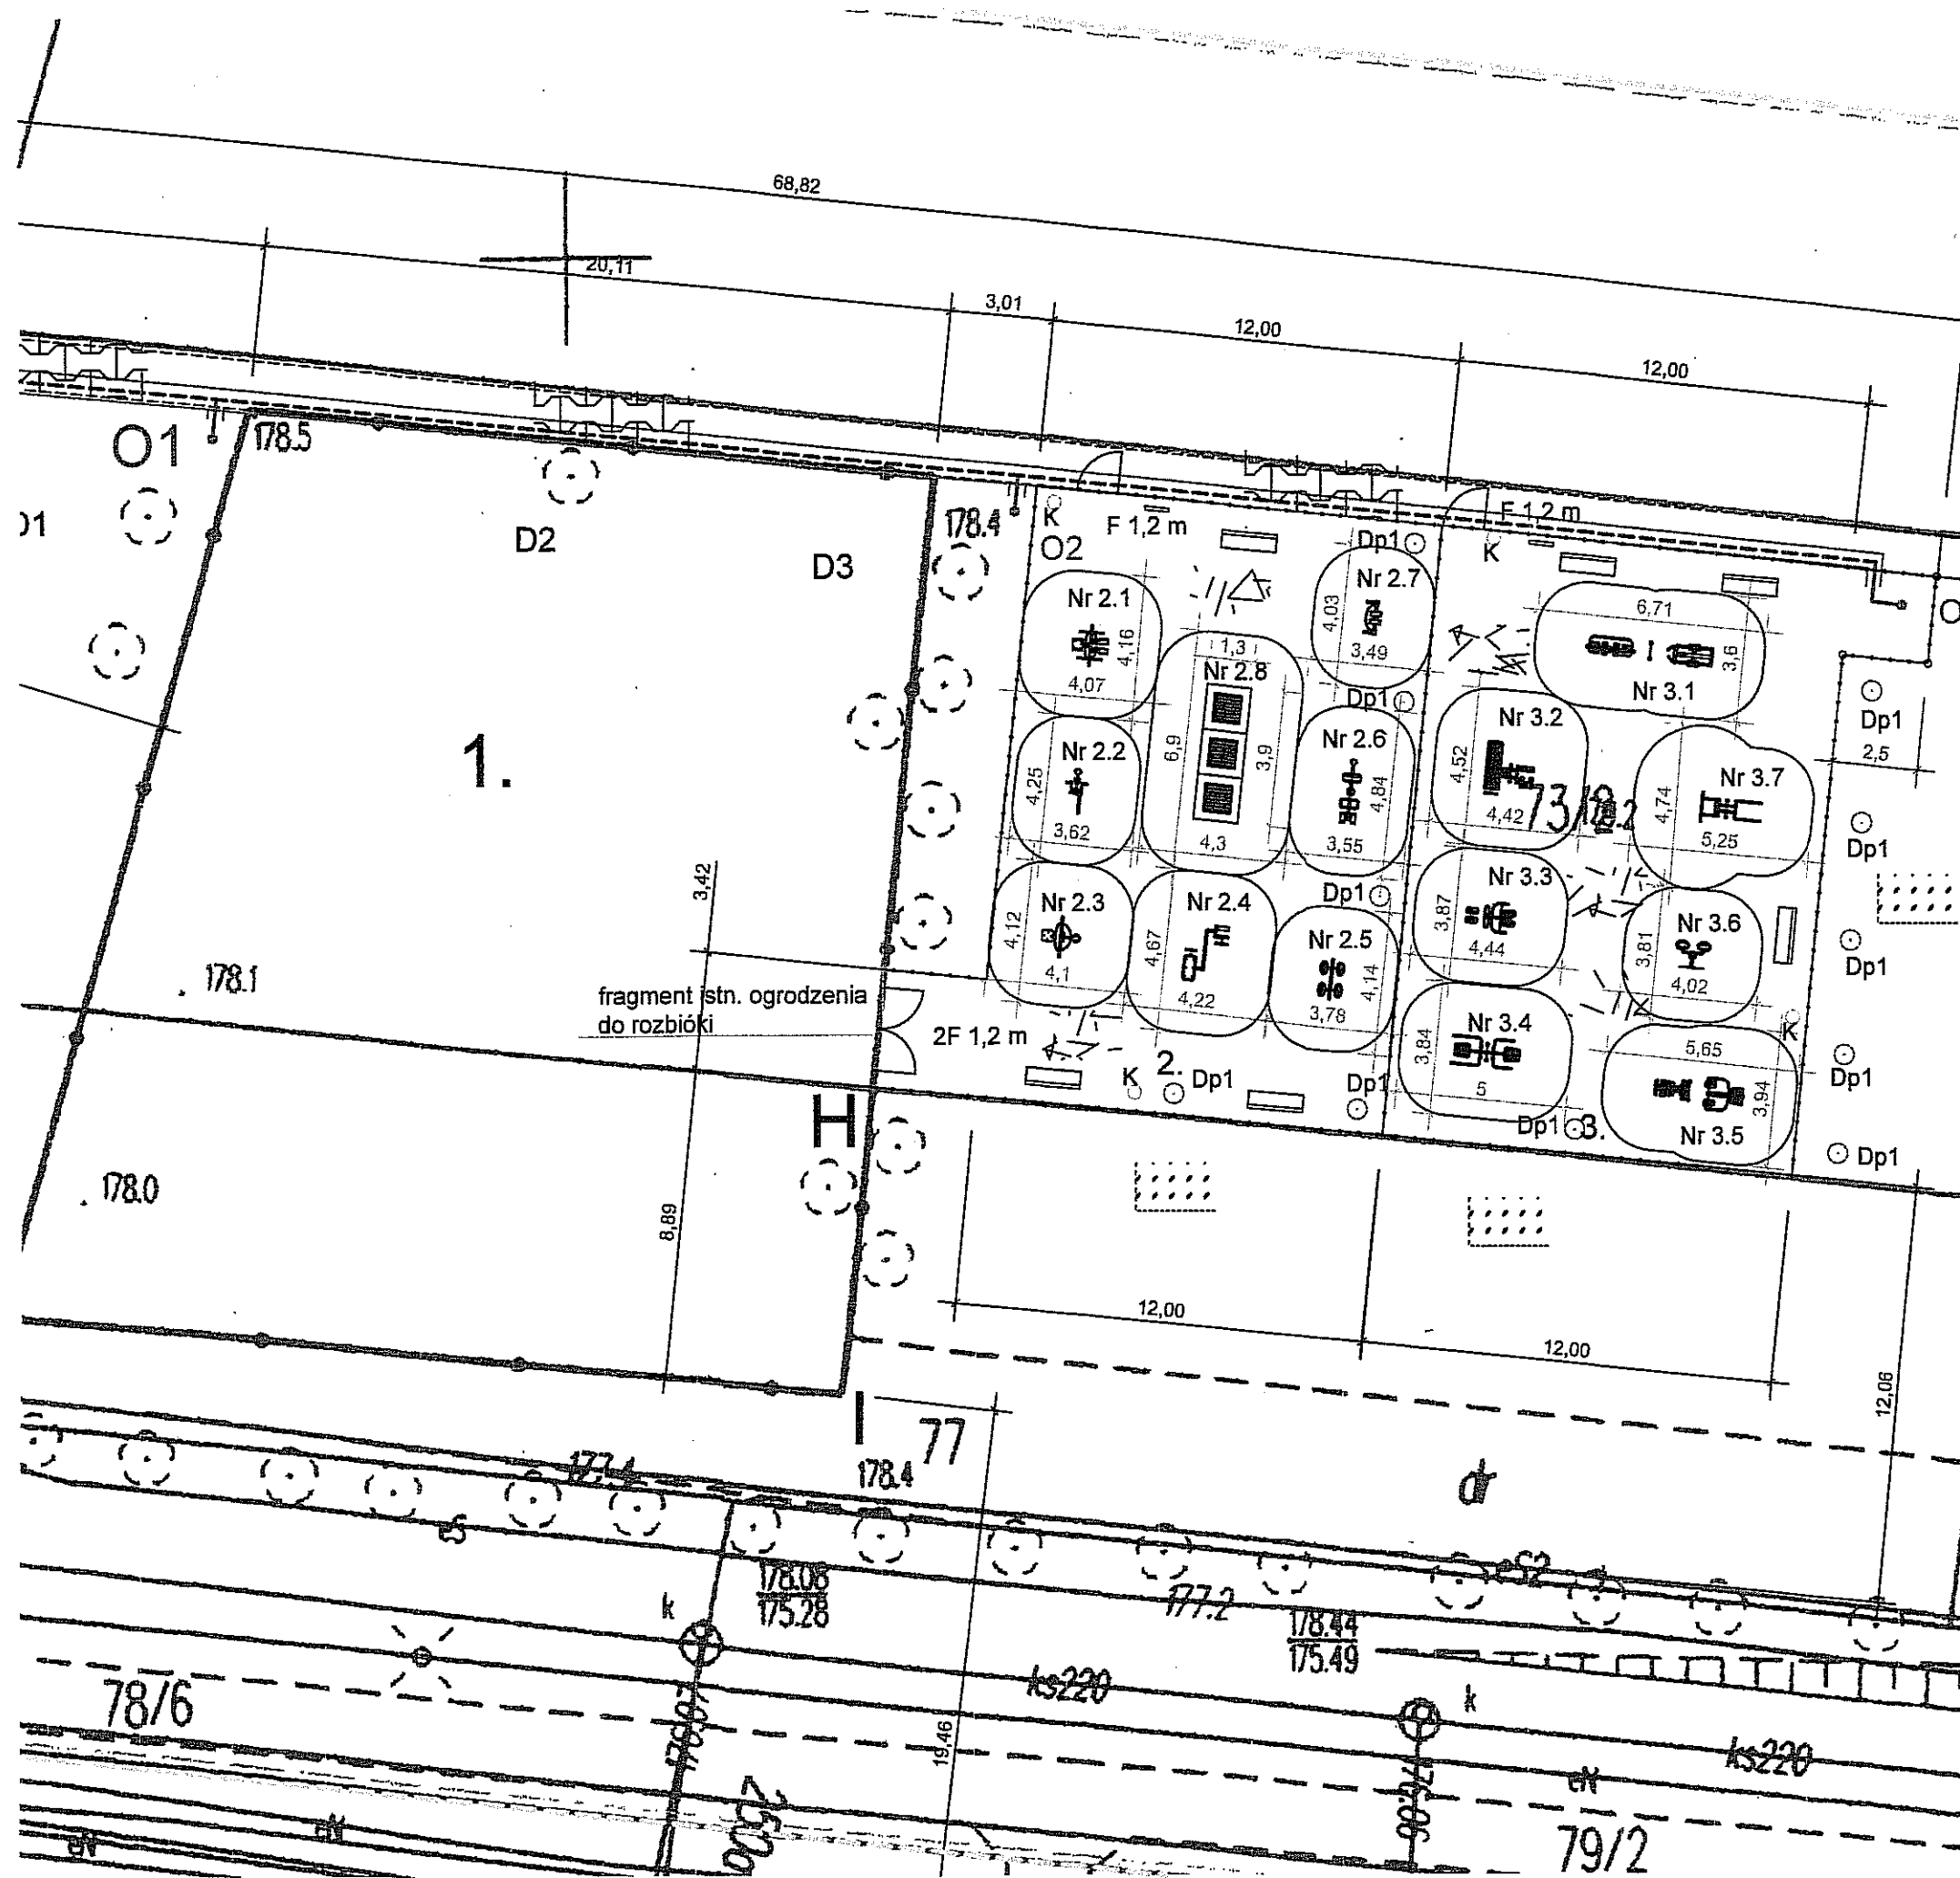 68,82
20,11
3,01
12,00
12,00
O1
178.5
D2
D3
178.4
K
O2
F 1,2 m
Dp1
F 1,2 m
K
Nr 2.1
4,16
4,07
Nr 2.7
4,03
3,49
6,71
3,6
Nr 3.1
1,3
Nr 2.8
6,9
3,9
4,3
Dp1
Nr 2.2
4,25
3,62
Nr 2.6
4,84
3,55
Nr 3.2
4,52
4,42
Nr 3.7
4,74
5,25
Dp1
2,5
1.
Dp1
3,42
Nr 2.3
4,12
4,1
Nr 2.4
4,67
4,22
Dp1
Nr 2.5
4,14
3,78
Nr 3.3
3,87
4,44
Nr 3.6
3,81
4,02
Dp1
178.1
fragment istn. ogrodzenia
do rozbiórki
2F 1,2 m
K
2.
Dp1
Dp1
Nr 3.4
3,84
5
K
5,65
3,94
Nr 3.5
Dp1
Dp1
3.
Dp1
H
178.0
8,89
12,00
12,00
12,06
I
77
178.4
177.4
dr
178.08
175.28
k
177.2
178.44
175.49
ks220
k
78/6
19,46
ks220
eN
eN
eN
79/2